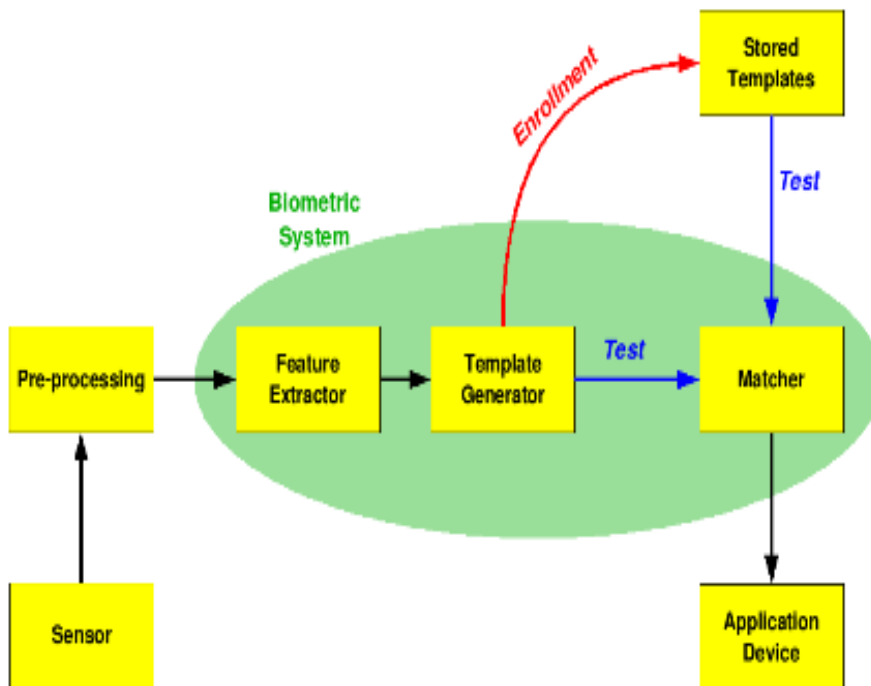 Stored
Templates
Enrollment
Test
Biometric
System
Pre-processing
Feature
Extractor
Template
Generator
Test
Matcher
Sensor
Application
Device